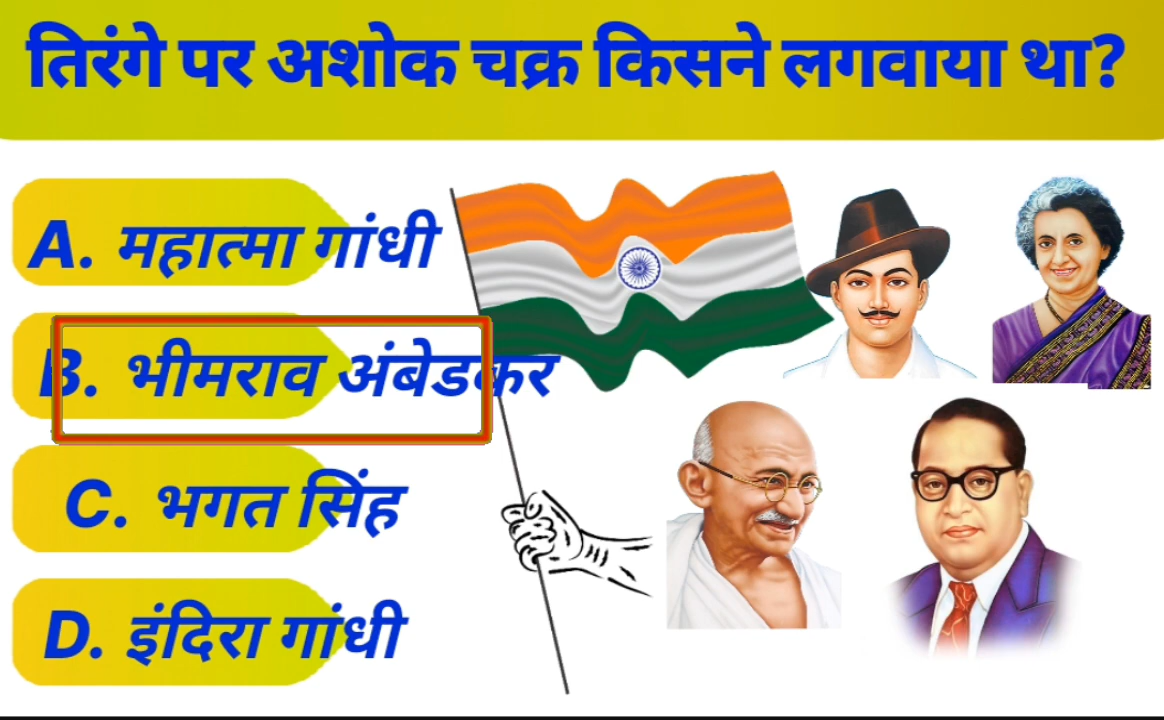 तिरंगे पर अशोक चक्र किसने लगवाया था?
A. महात्मा गांधी
B. भीमराव अंबेडकर
C. भगत सिंह
D. इंदिरा गांधी